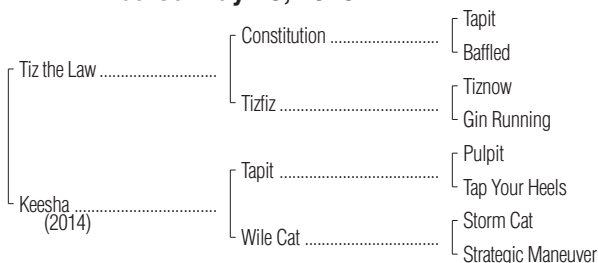 Constitution
Tapit
Baffled
Tiz the Law
Tizfiz
Tiznow
Gin Running
Keesha
(2014)
Tapit
Pulpit
Tap Your Heels
Wile Cat
Storm Cat
Strategic Maneuver